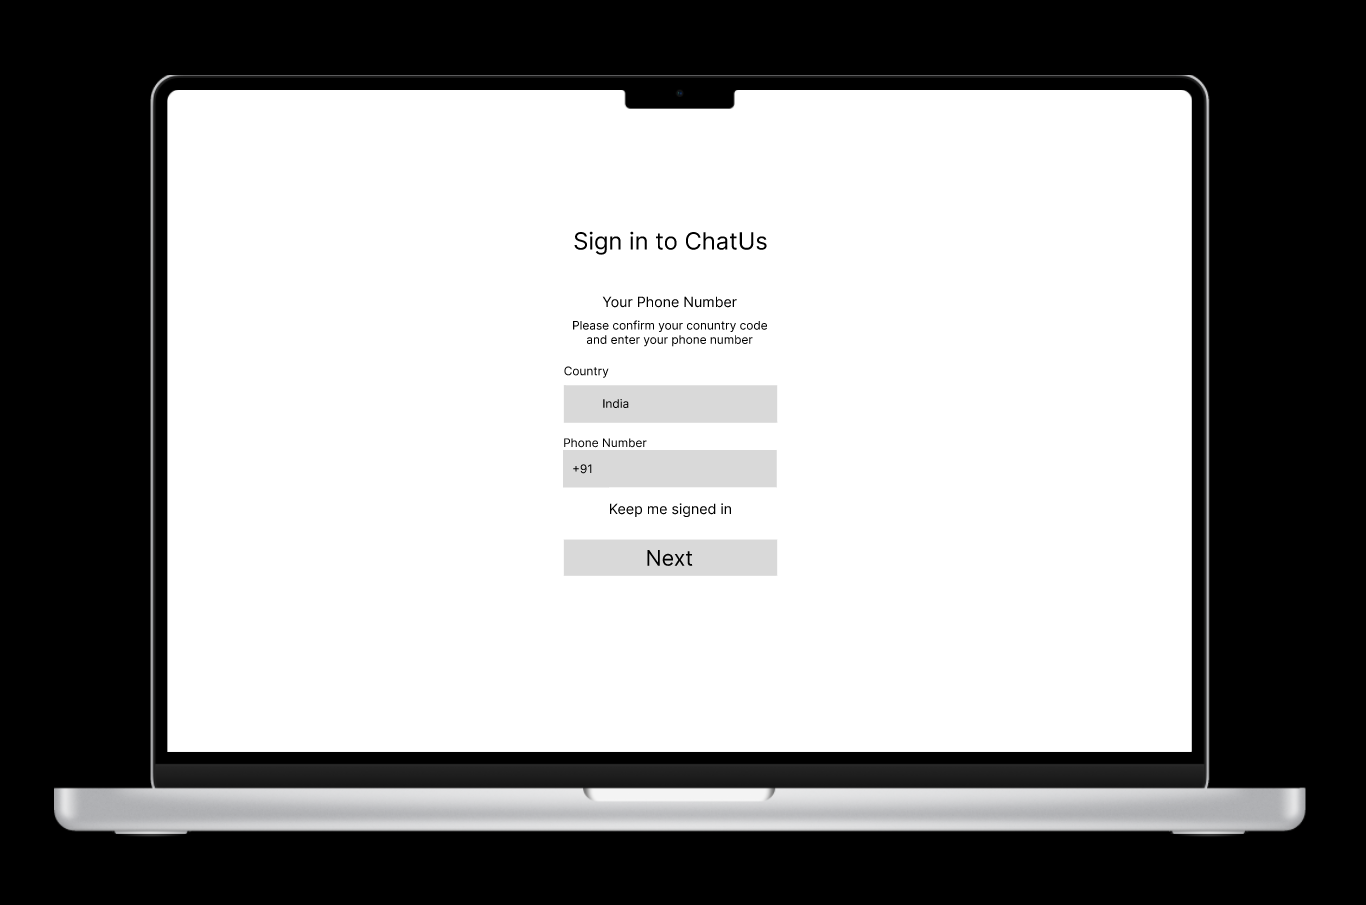 Sign in to ChatUs
Your Phone Number
Please confirm your conuntry code
and enter your phone number
Country
India
Phone Number
+91
Keep me signed in
Next